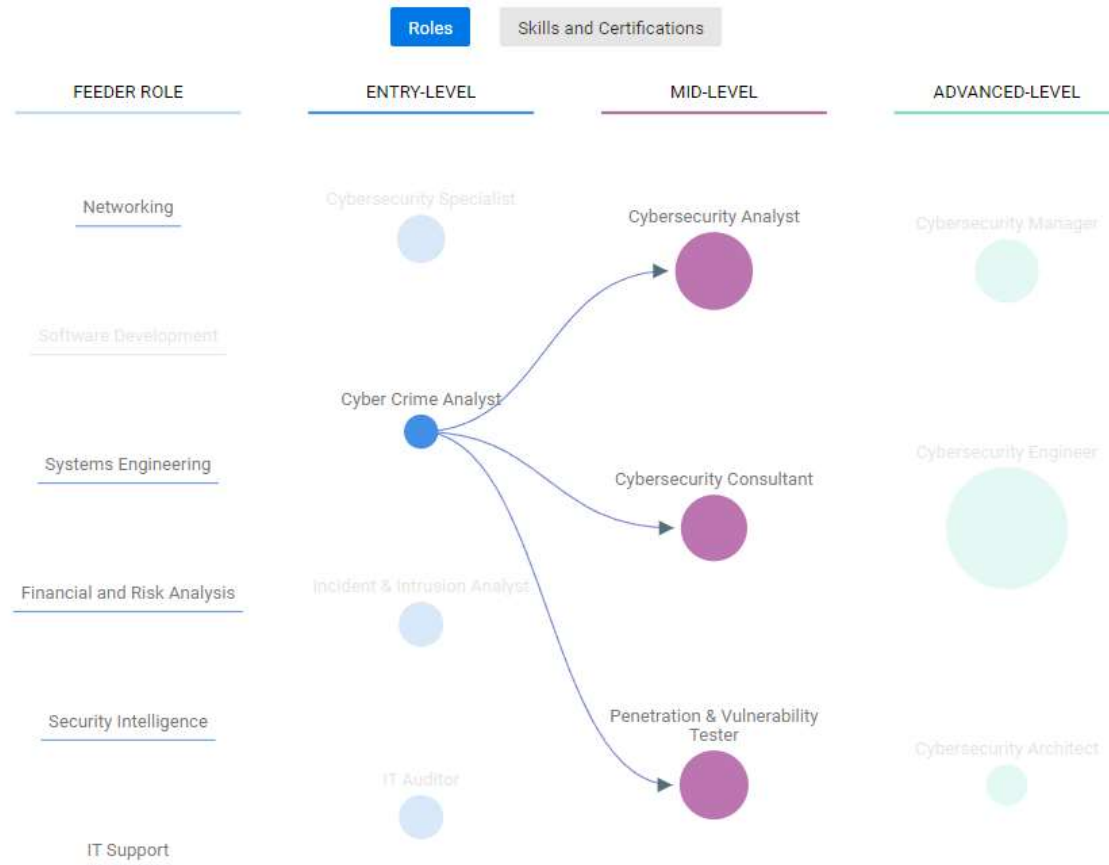 Roles
Skills and Certifications
FEEDER ROLE
ENTRY-LEVEL
MID-LEVEL
ADVANCED-LEVEL
Networking
Software Development
Systems Engineering
Financial and Risk Analysis
Security Intelligence
IT Support
Cybersecurity Specialist
Cyber Crime Analyst
Incident & Intrusion Analyst
IT Auditor
Cybersecurity Analyst
Cybersecurity Consultant
Penetration & Vulnerability
Tester
Cybersecurity Manager
Cybersecurity Engineer
Cybersecurity Architect